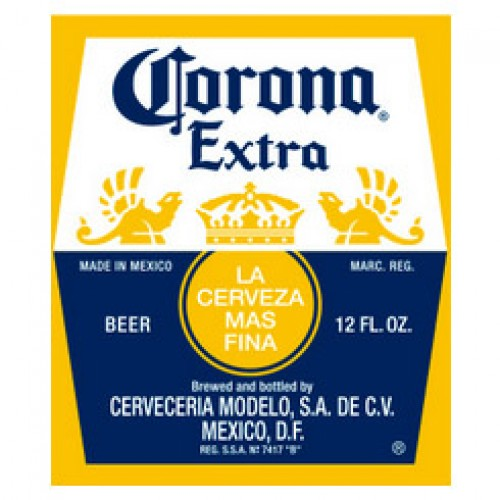 Corona®
Extra
MADE IN MEXICO
MARC. REG.
LA
CERVEZA
MAS
FINA
BEER
12 FL. OZ.
Brewed and bottled by
CERVECERIA MODELO, S.A. DE C.V.
MEXICO, D.F.
REG. S.S.A. Nº 7417 "B"
®